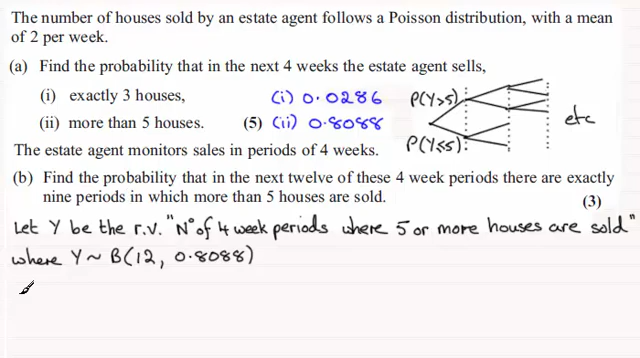 The number of houses sold by an estate agent follows a Poisson distribution, with a mean
of 2 per week.
(a) Find the probability that in the next 4 weeks the estate agent sells,
(i) exactly 3 houses, (i) 0.0286
(ii) more than 5 houses. (5) (ii) 0.8088
P(Y>5)
P(Y≤5)
etc
The estate agent monitors sales in periods of 4 weeks.
(b) Find the probability that in the next twelve of these 4 week periods there are exactly
nine periods in which more than 5 houses are sold.
(3)
Let Y be the r.v. "Nº of 4 week periods where 5 or more houses are sold"
where Y ~ B(12, 0.8088)